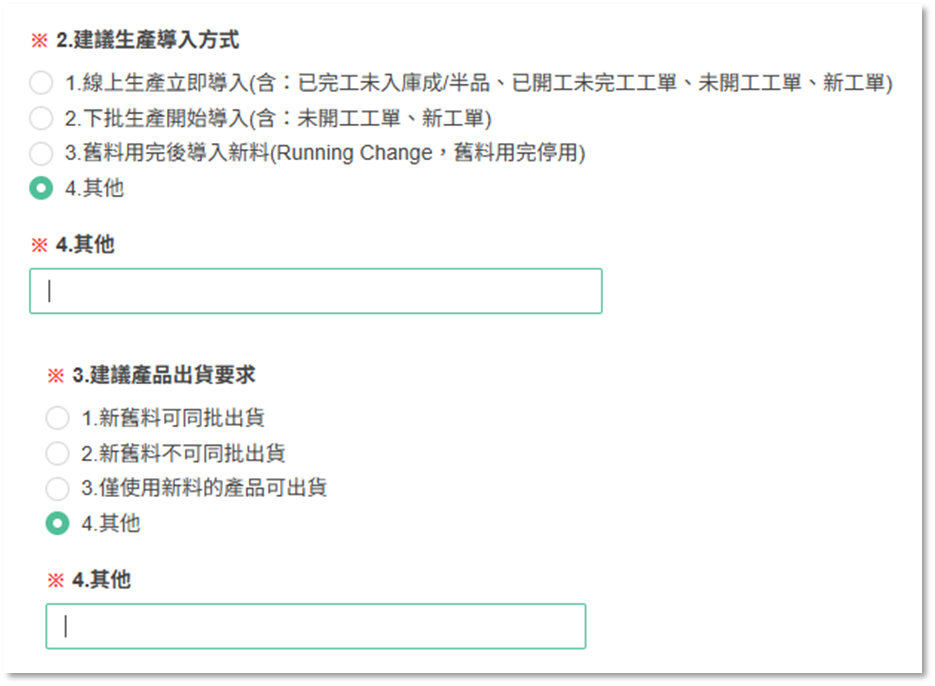 ※ 2.建議生產導入方式
1.線上生產立即導入(含：已完工未入庫成/半品、已開工未完工工單、未開工工單、新工單)
2.下批生產開始導入(含：未開工工單、新工單)
3.舊料用完後導入新料(Running Change，舊料用完停用)
4.其他
※ 4.其他
※ 3.建議產品出貨要求
1.新舊料可同批出貨
2.新舊料不可同批出貨
3.僅使用新料的產品可出貨
4.其他
※ 4.其他